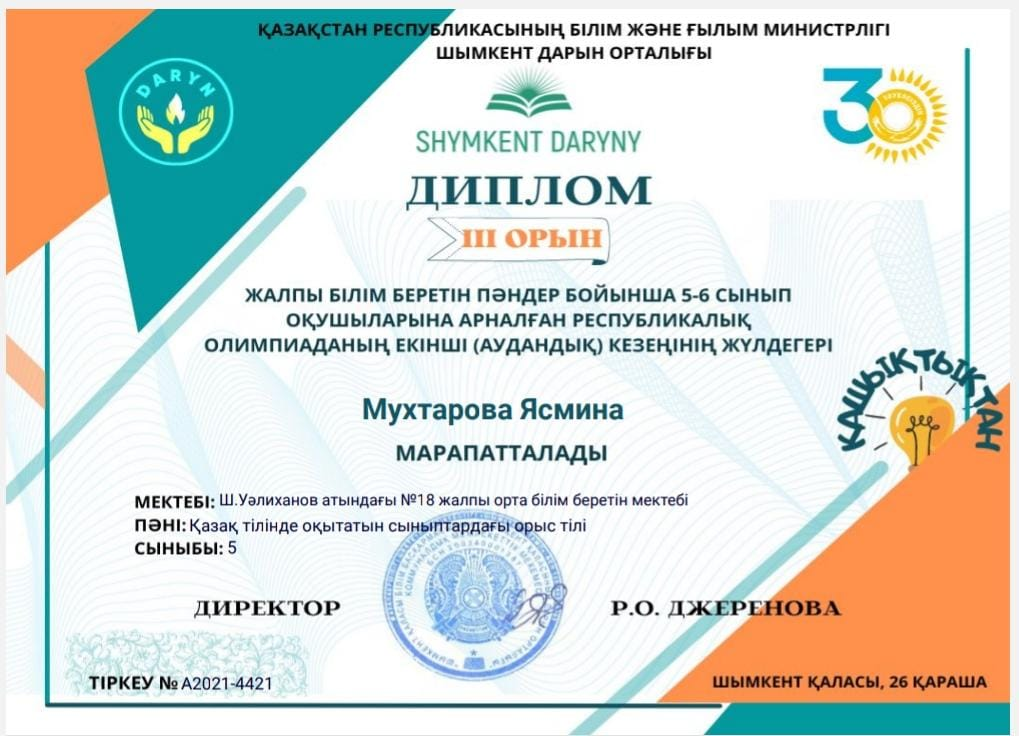 ҚАЗАҚСТАН РЕСПУБЛИКАСЫНЫҢ БІЛІМ ЖӘНЕ ҒЫЛЫМ МИНИСТРЛІГІ
ШЫМКЕНТ ДАРЫН ОРТАЛЫҒЫ
DARYN
30
SHYMKENT DARYNY
ДИПЛОМ
III ОРЫН
ЖАЛПЫ БІЛІМ БЕРЕТІН ПӘНДЕР БОЙЫНША 5-6 СЫНЫП
ОҚУШЫЛАРЫНА АРНАЛҒАН РЕСПУБЛИКАЛЫҚ
ОЛИМПИАДАНЫҢ ЕКІНШІ (АУДАНДЫҚ) КЕЗЕҢІНІҢ ЖҮЛДЕГЕРІ
ҚАШЫҚТЫҚТАН
Мухтарова Ясмина
МАРАПАТТАЛАДЫ
МЕКТЕБІ: Ш.Уәлиханов атындағы №18 жалпы орта білім беретін мектебі
ПӘНІ: Қазақ тілінде оқытатын сыныптардағы орыс тілі
СЫНЫБЫ: 5
ДИРЕКТОР
Р.О. ДЖЕРЕНОВА
ТІРКЕУ № А2021-4421
ШЫМКЕНТ ҚАЛАСЫ, 26 ҚАРАША